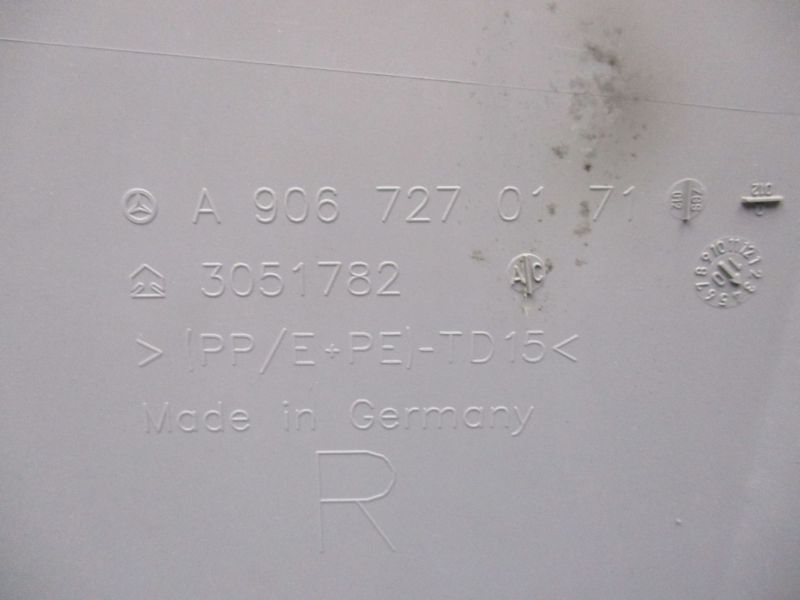 A 906 727 01 71
3051782
A/C
>(PP/E+PE)-TD15<
Made in Germany
R